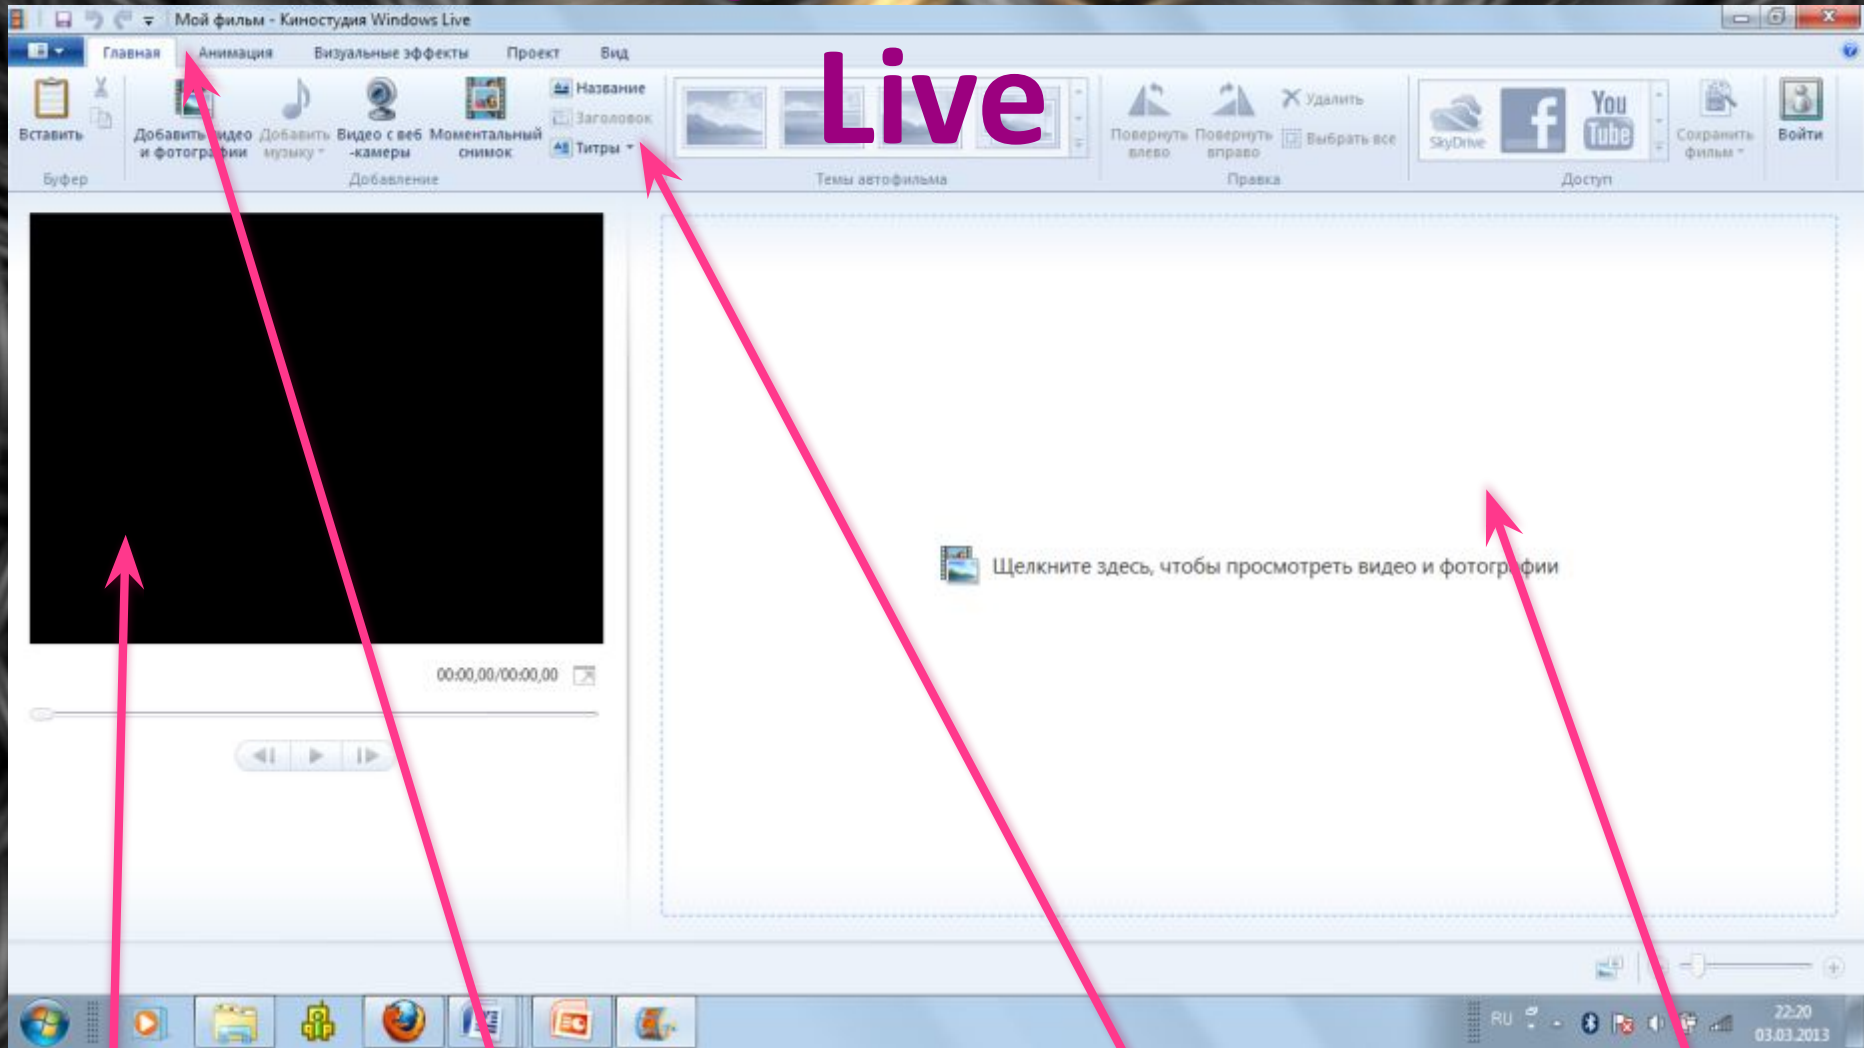 Мой фильм - Киностудия Windows Live
Главная Анимация Визуальные эффекты Проект Вид
Live
Вставить
Добавить видео и фотографии
Добавить музыку
Видео с веб-камеры
Моментальный снимок
Название
Заголовок
Титры
Повернуть влево
Повернуть вправо
Удалить
Выбрать все
SkyDrive
f
You Tube
Сохранить фильм
Войти
Буфер Добавление Темы автофильма Правка Доступ
Щелкните здесь, чтобы просмотреть видео и фотографии
00:00,00/00:00,00
RU
22:20
03.03.2013